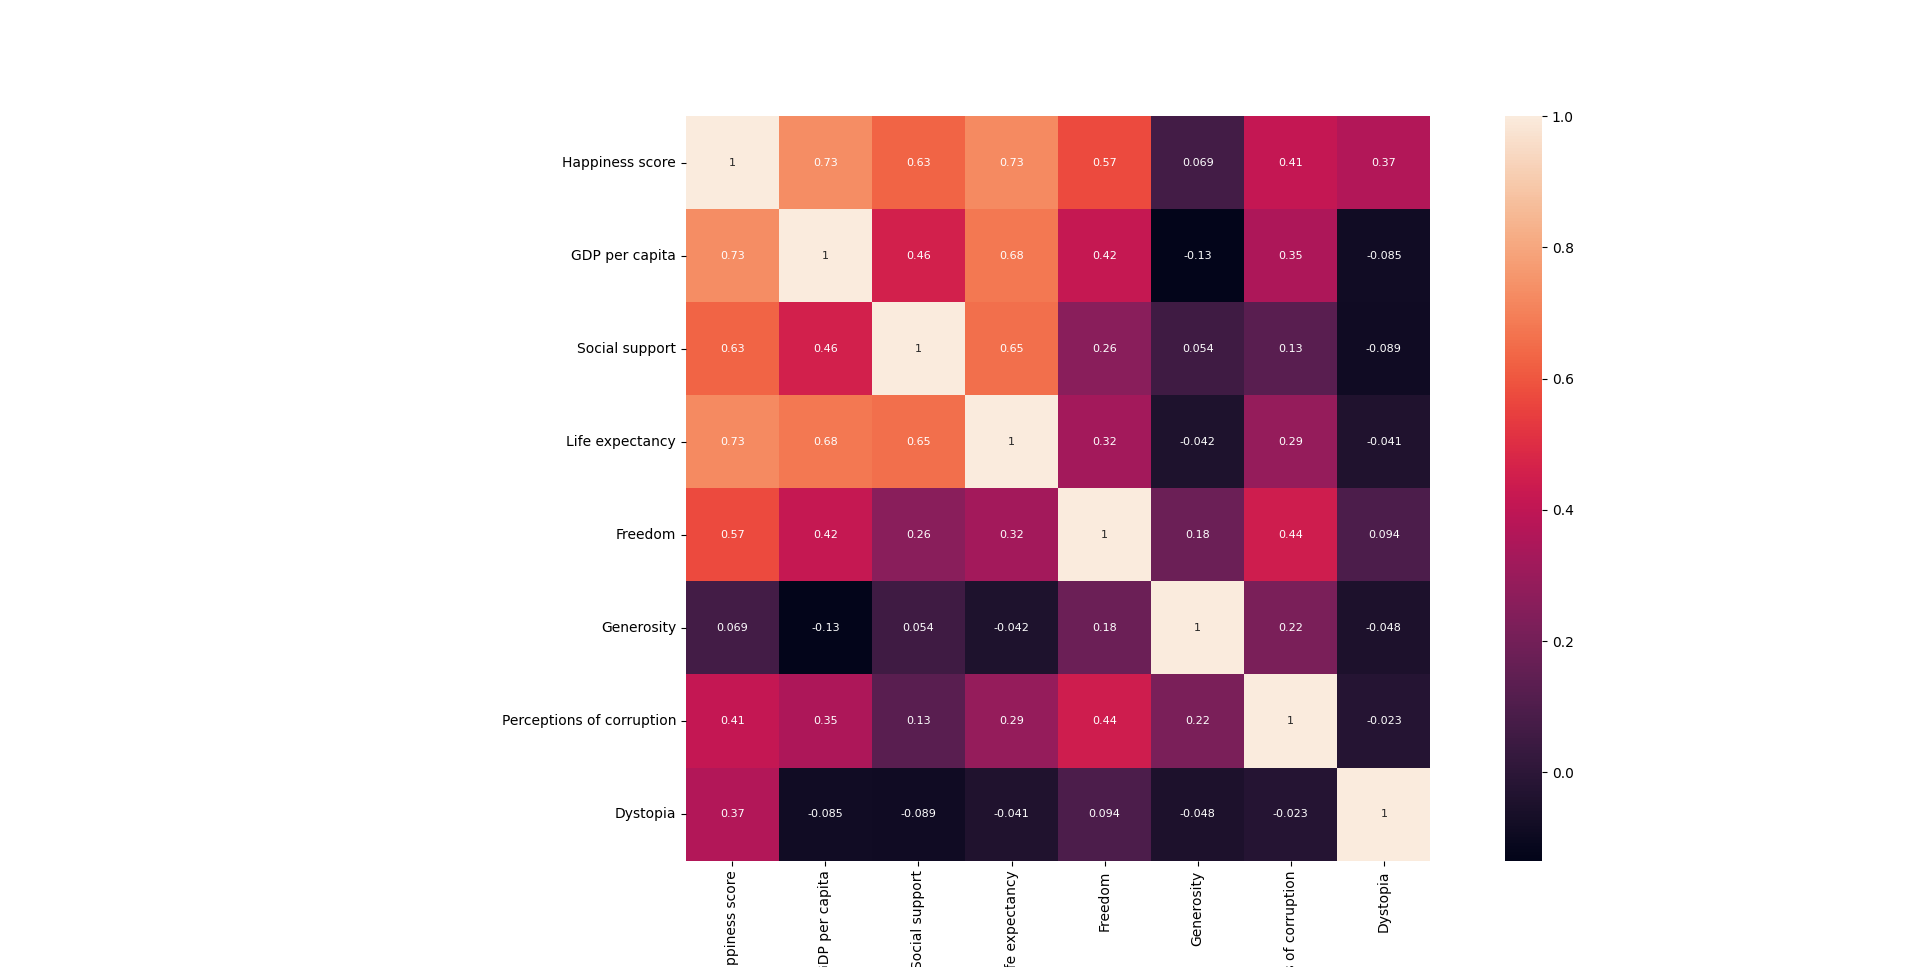 1.0
Happiness score 1 0.73 0.63 0.73 0.57 0.069 0.41 0.37
0.8
GDP per capita 0.73 1 0.46 0.68 0.42 -0.13 0.35 -0.085
Social support 0.63 0.46 1 0.65 0.26 0.054 0.13 -0.089
0.6
Life expectancy 0.73 0.68 0.65 1 0.32 -0.042 0.29 -0.041
0.4
Freedom 0.57 0.42 0.26 0.32 1 0.18 0.44 0.094
Generosity 0.069 -0.13 0.054 -0.042 0.18 1 0.22 -0.048
0.2
Perceptions of corruption 0.41 0.35 0.13 0.29 0.44 0.22 1 -0.023
0.0
Dystopia 0.37 -0.085 -0.089 -0.041 0.094 -0.048 -0.023 1
ppiness score
GDP per capita
Social support
fe expectancy
Freedom
Generosity
s of corruption
Dystopia